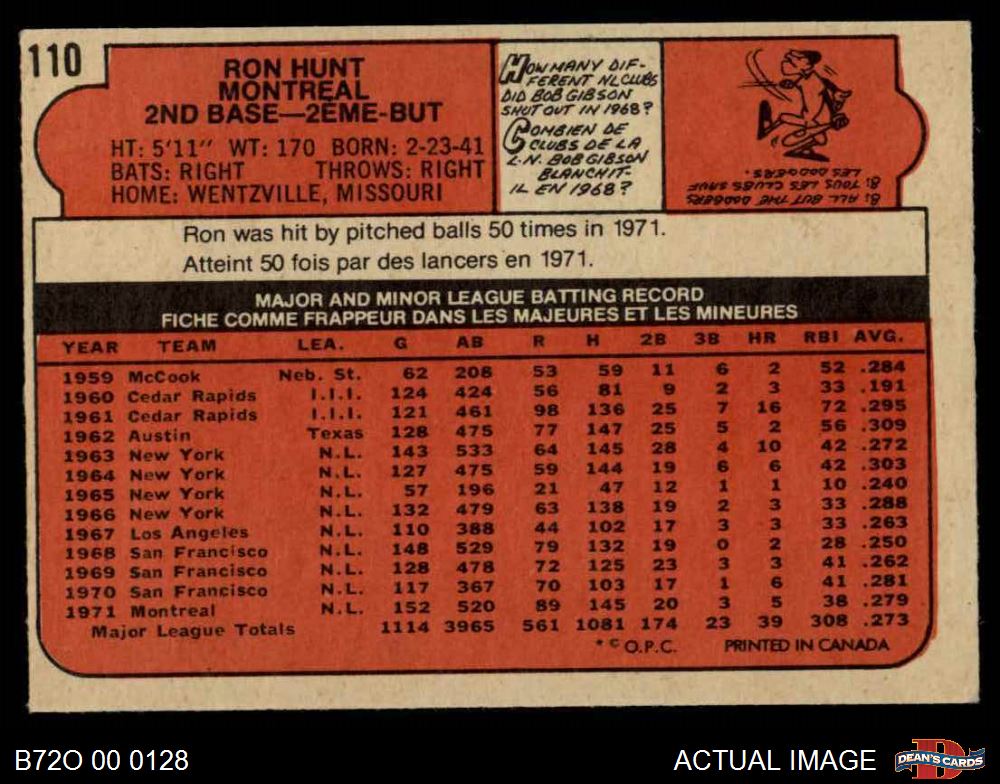 110
RON HUNT
MONTREAL
2ND BASE—2ÈME-BUT
HT: 5'11" WT: 170 BORN: 2-23-41
BATS: RIGHT THROWS: RIGHT
HOME: WENTZVILLE, MISSOURI
HOW MANY DIF-
FERENT NL CLUBS
DID BOB GIBSON
SHUT OUT IN 1968?
COMBIEN DE
CLUBS DE LA
L.N. BOB GIBSON
BLANCHIT-
IL EN 1968?
B: ALL BUT THE DODGERS
B: TOUS LES CLUBS SAUF
LES DODGERS.
Ron was hit by pitched balls 50 times in 1971.
Atteint 50 fois par des lancers en 1971.
MAJOR AND MINOR LEAGUE BATTING RECORD
FICHE COMME FRAPPEUR DANS LES MAJEURES ET LES MINEURES
YEAR TEAM LEA. G AB R H 2B 3B HR RBI AVG.
1959 McCook Neb. St. 62 208 53 59 11 6 2 52 .284
1960 Cedar Rapids I.I.I. 124 424 56 81 9 2 3 33 .191
1961 Cedar Rapids I.I.I. 121 461 98 136 25 7 16 72 .295
1962 Austin Texas 128 475 77 147 25 5 2 56 .309
1963 New York N.L. 143 533 64 145 28 4 10 42 .272
1964 New York N.L. 127 475 59 144 19 6 6 42 .303
1965 New York N.L. 57 196 21 47 12 1 1 10 .240
1966 New York N.L. 132 479 63 138 19 2 3 33 .288
1967 Los Angeles N.L. 110 388 44 102 17 3 3 33 .263
1968 San Francisco N.L. 148 529 79 132 19 0 2 28 .250
1969 San Francisco N.L. 128 478 72 125 23 3 3 41 .262
1970 San Francisco N.L. 117 367 70 103 17 1 6 41 .281
1971 Montreal N.L. 152 520 89 145 20 3 5 38 .279
Major League Totals 1114 3965 561 1081 174 23 39 308 .273
* © O.P.C. PRINTED IN CANADA
B72O 00 0128
ACTUAL IMAGE
D
DEAN'S CARDS